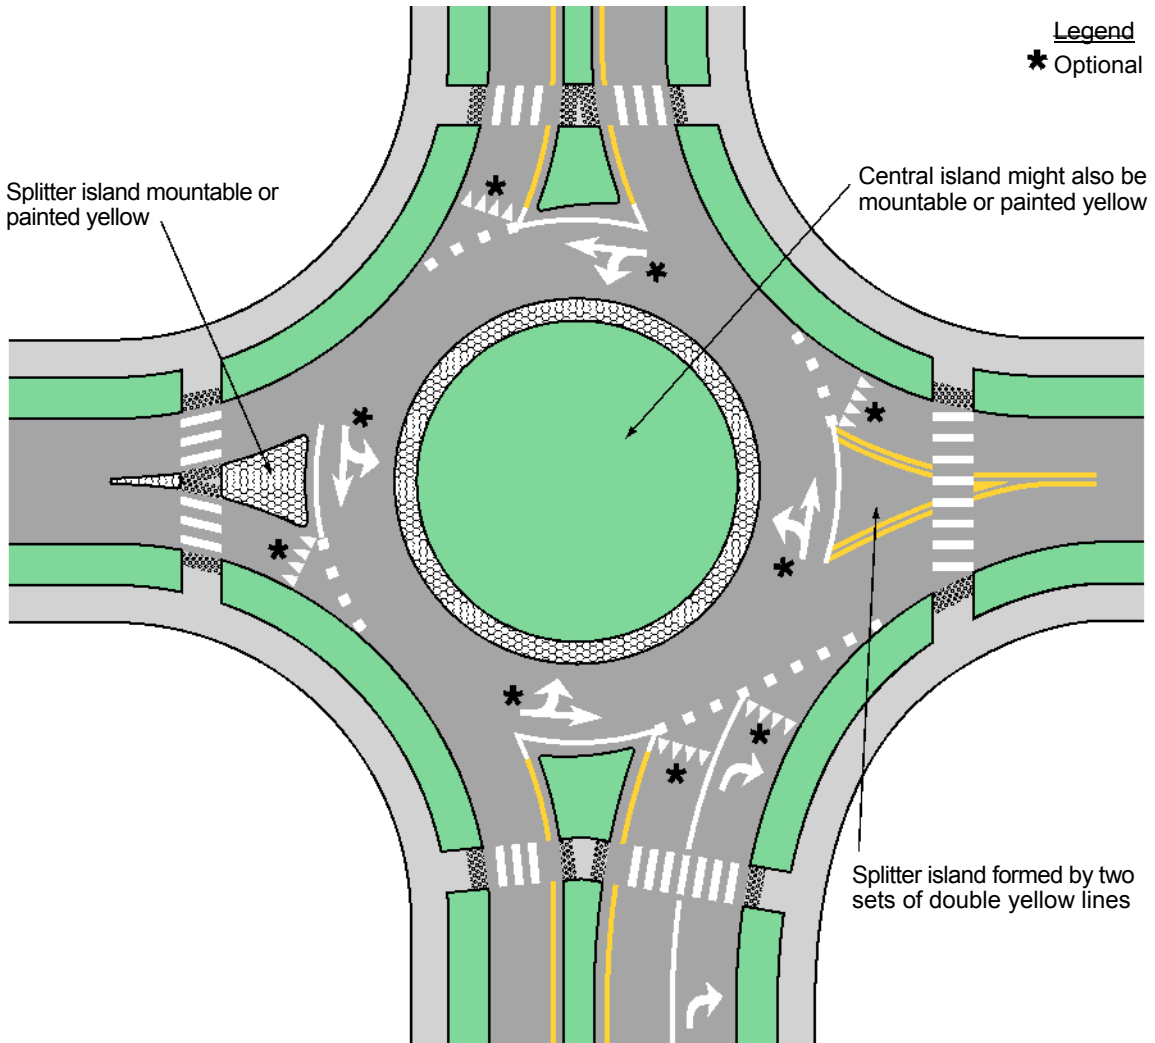 Legend
* Optional
Splitter island mountable or
painted yellow
Central island might also be
mountable or painted yellow
Splitter island formed by two
sets of double yellow lines